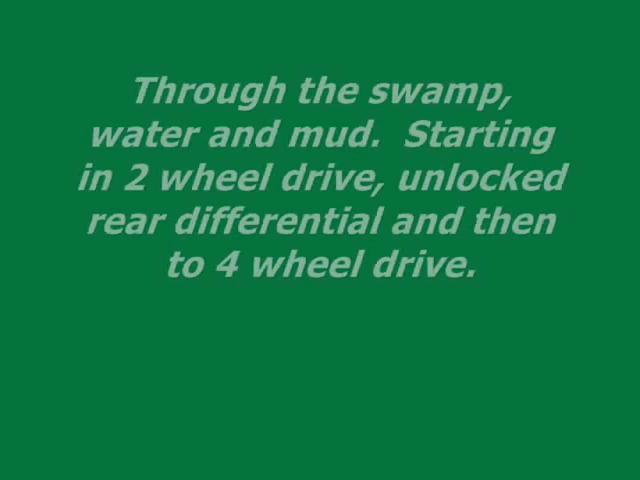 Through the swamp,
water and mud.  Starting
in 2 wheel drive, unlocked
rear differential and then
to 4 wheel drive.